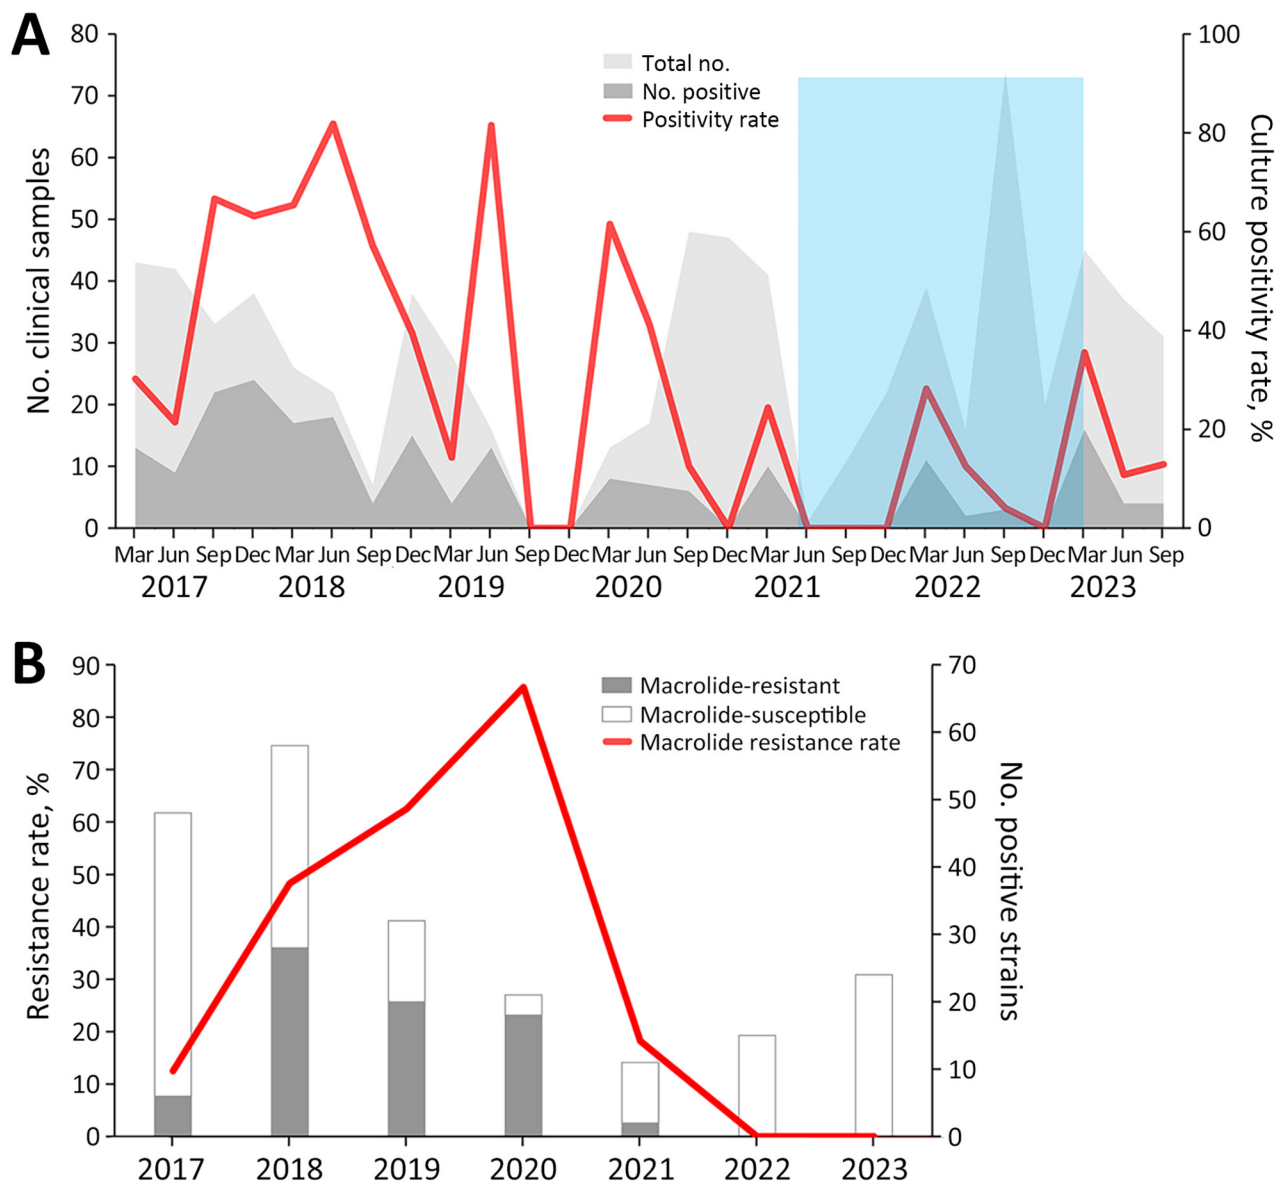 A
80
70
60
50
40
30
20
10
0
No. clinical samples
Total no.
No. positive
Positivity rate
100
80
60
40
20
0
Culture positivity rate, %
Mar Jun Sep Dec Mar Jun Sep Dec Mar Jun Sep Dec Mar Jun Sep Dec Mar Jun Sep Dec Mar Jun Sep Dec Mar Jun Sep
2017 2018 2019 2020 2021 2022 2023
B
90
80
70
60
50
40
30
20
10
0
Resistance rate, %
Macrolide-resistant
Macrolide-susceptible
Macrolide resistance rate
70
60
50
40
30
20
10
0
No. positive strains
2017 2018 2019 2020 2021 2022 2023